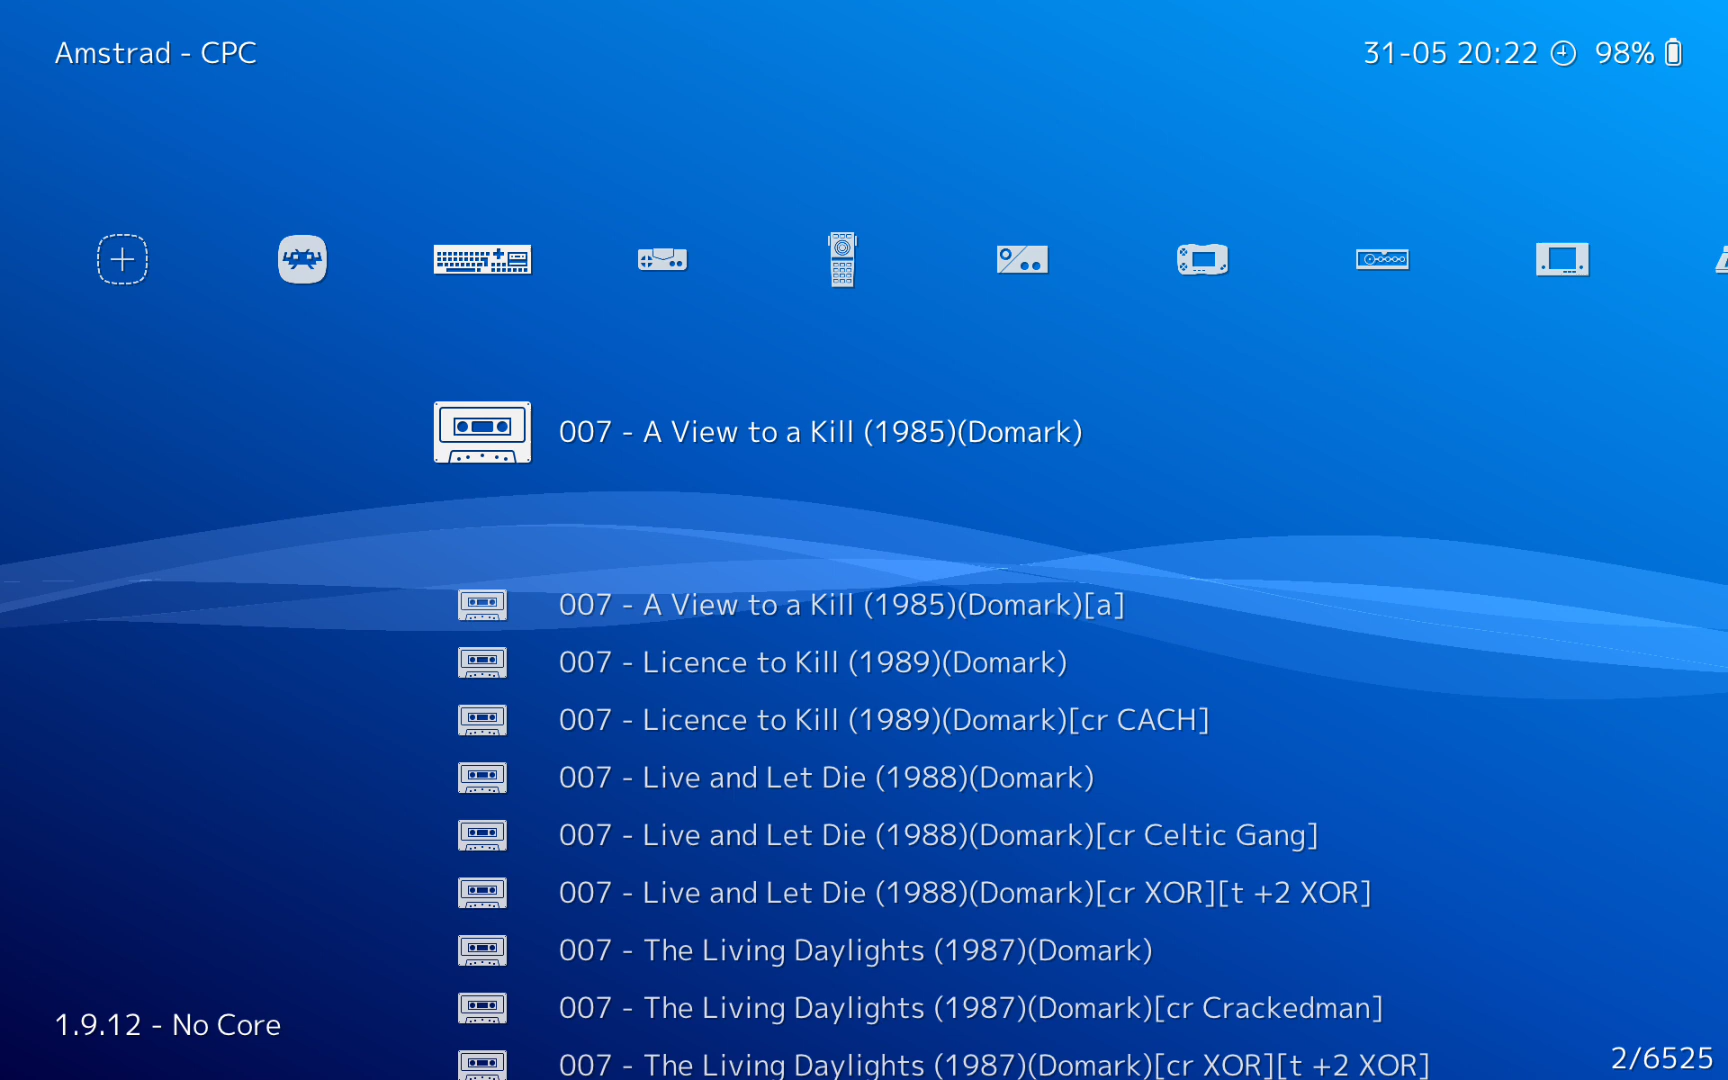 Amstrad - CPC
31-05 20:22 98%
007 - A View to a Kill (1985)(Domark)
007 - A View to a Kill (1985)(Domark)[a]
007 - Licence to Kill (1989)(Domark)
007 - Licence to Kill (1989)(Domark)[cr CACH]
007 - Live and Let Die (1988)(Domark)
007 - Live and Let Die (1988)(Domark)[cr Celtic Gang]
007 - Live and Let Die (1988)(Domark)[cr XOR][t +2 XOR]
007 - The Living Daylights (1987)(Domark)
007 - The Living Daylights (1987)(Domark)[cr Crackedman]
007 - The Living Daylights (1987)(Domark)[cr XOR][t +2 XOR]
1.9.12 - No Core
2/6525